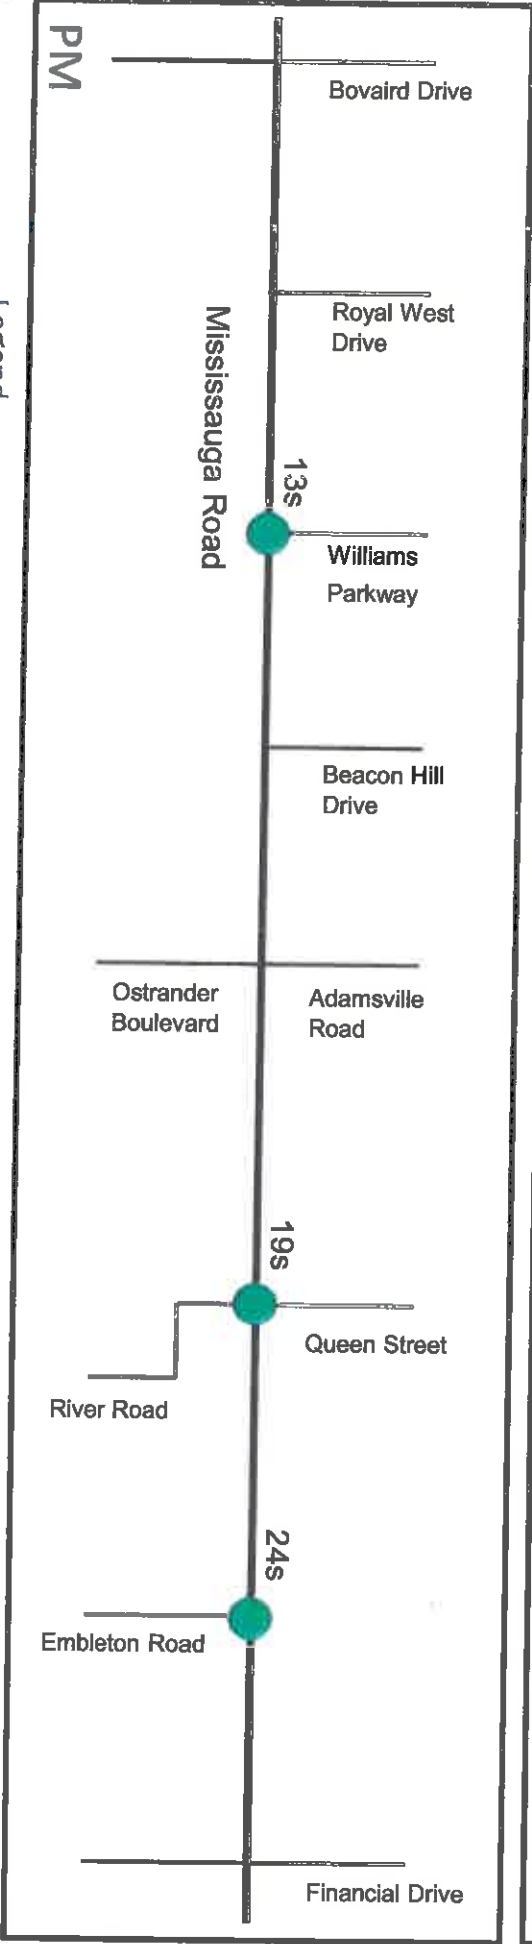 PM
Bovaird Drive
Royal West
Drive
Mississauga Road
13s
Williams
Parkway
Beacon Hill
Drive
Ostrander
Boulevard
Adamsville
Road
19s
Queen Street
River Road
24s
Embleton Road
Financial Drive